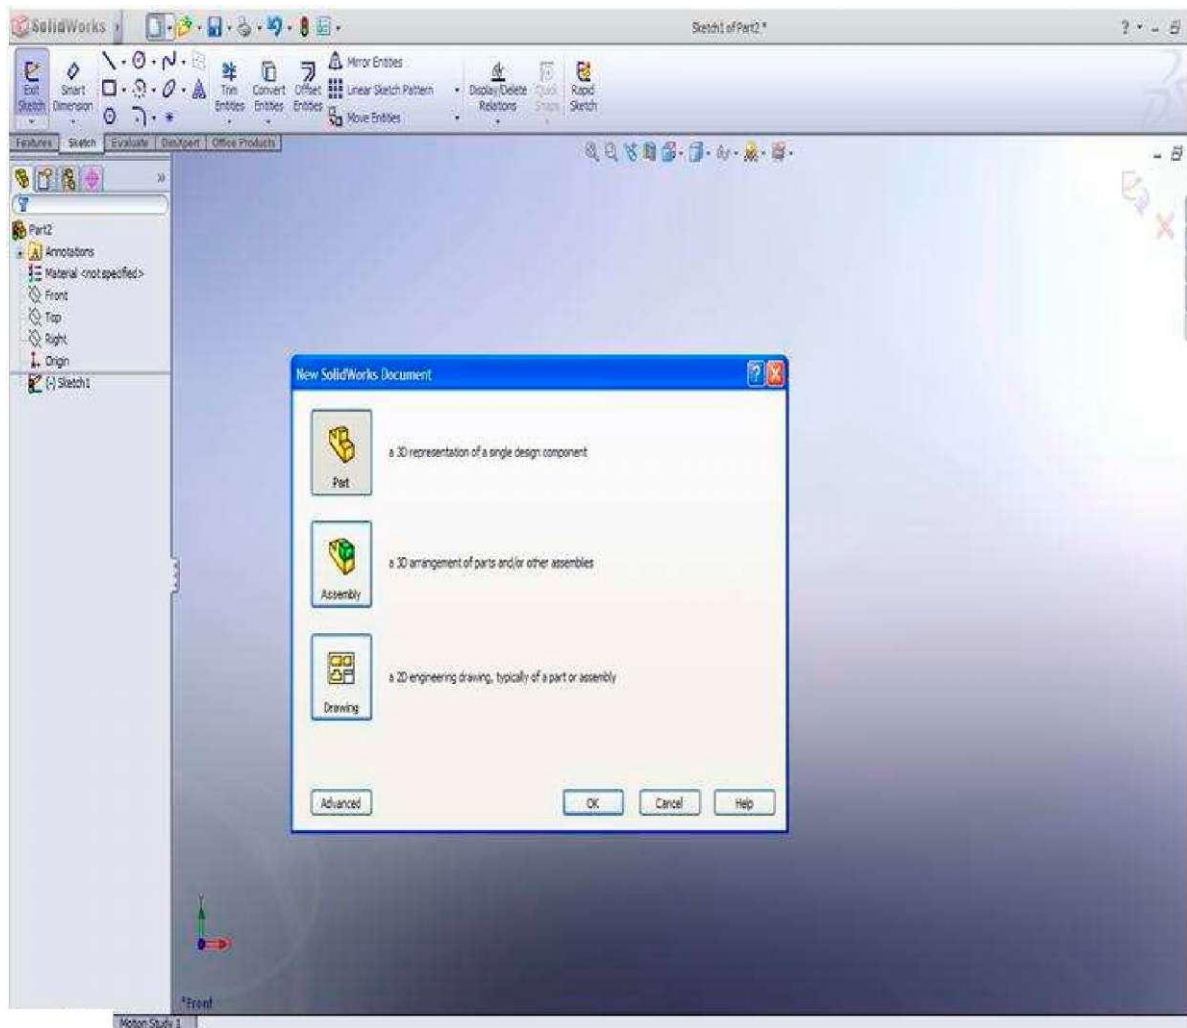 SolidWorks
Sketch1 of Part2 *
Exit Sketch
Smart Dimension
Trim Entities
Convert Entities
Offset Entities
Mirror Entities
Linear Sketch Pattern
Move Entities
Display/Delete Relations
Quick Snaps
Rapid Sketch
Features
Sketch
Evaluate
DimXpert
Office Products
Part2
Annotations
Material <not specified>
Front
Top
Right
Origin
(-) Sketch1
New SolidWorks Document
Part
a 3D representation of a single design component
Assembly
a 3D arrangement of parts and/or other assemblies
Drawing
a 2D engineering drawing, typically of a part or assembly
Advanced
OK
Cancel
Help
Y
*Front
Motion Study 1